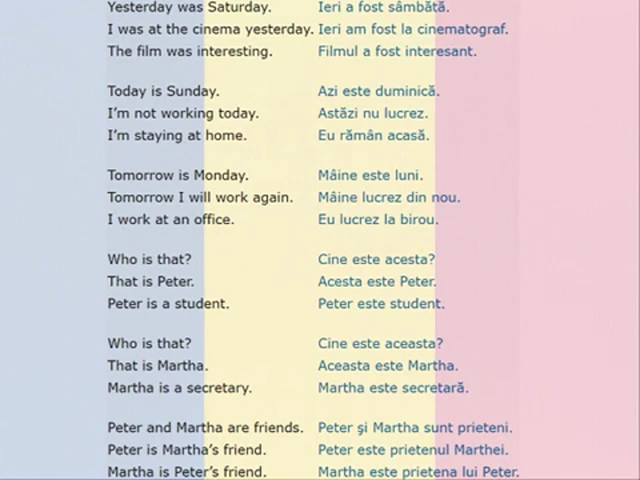 Yesterday was Saturday. Ieri a fost sâmbătă.
I was at the cinema yesterday. Ieri am fost la cinematograf.
The film was interesting. Filmul a fost interesant.
Today is Sunday. Azi este duminică.
I’m not working today. Astăzi nu lucrez.
I’m staying at home. Eu rămân acasă.
Tomorrow is Monday. Mâine este luni.
Tomorrow I will work again. Mâine lucrez din nou.
I work at an office. Eu lucrez la birou.
Who is that? Cine este acesta?
That is Peter. Acesta este Peter.
Peter is a student. Peter este student.
Who is that? Cine este aceasta?
That is Martha. Aceasta este Martha.
Martha is a secretary. Martha este secretară.
Peter and Martha are friends. Peter şi Martha sunt prieteni.
Peter is Martha’s friend. Peter este prietenul Marthei.
Martha is Peter’s friend. Martha este prietena lui Peter.